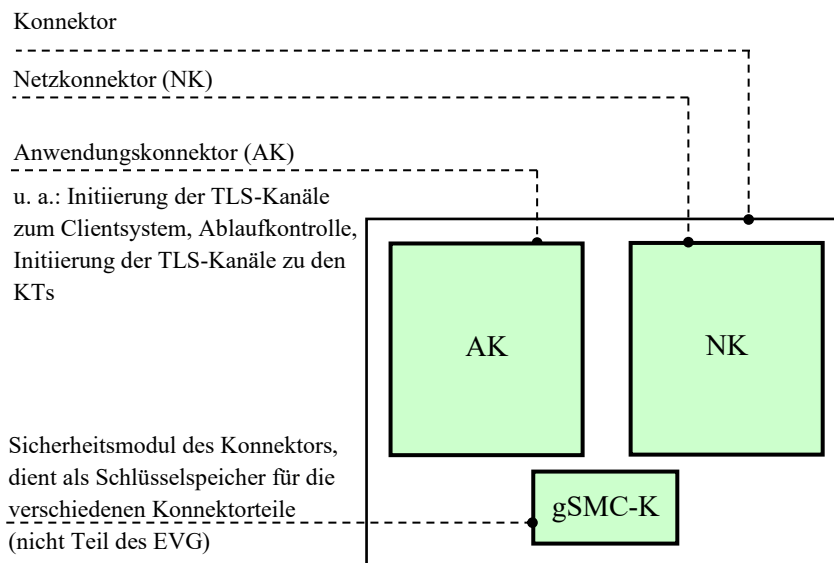 Konnektor
Netzkonnektor (NK)
Anwendungskonnektor (AK)
u. a.: Initiierung der TLS-Kanäle
zum Clientsystem, Ablaufkontrolle,
Initiierung der TLS-Kanäle zu den
KTs
AK
NK
Sicherheitsmodul des Konnektors,
dient als Schlüsselspeicher für die
verschiedenen Konnektorteile
(nicht Teil des EVG)
gSMC-K